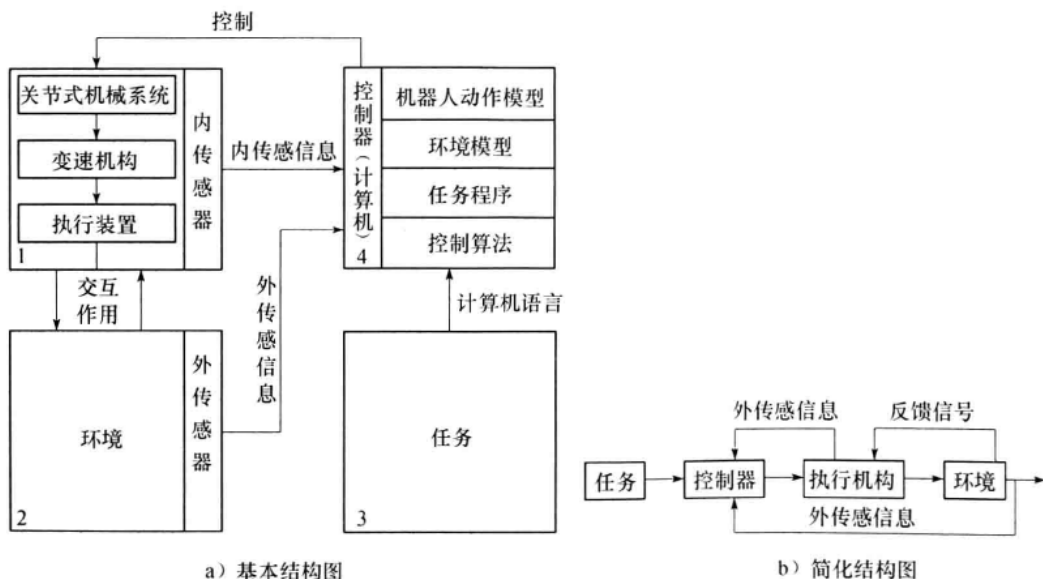 控制
关节式机械系统
变速机构
执行装置
1
内传感器
内传感信息
控制器(计算机)
4
机器人动作模型
环境模型
任务程序
控制算法
交互
作用
外传感信息
计算机语言
环境
2
外传感器
任务
3
a）基本结构图
外传感信息
反馈信号
任务
控制器
执行机构
环境
外传感信息
b）简化结构图